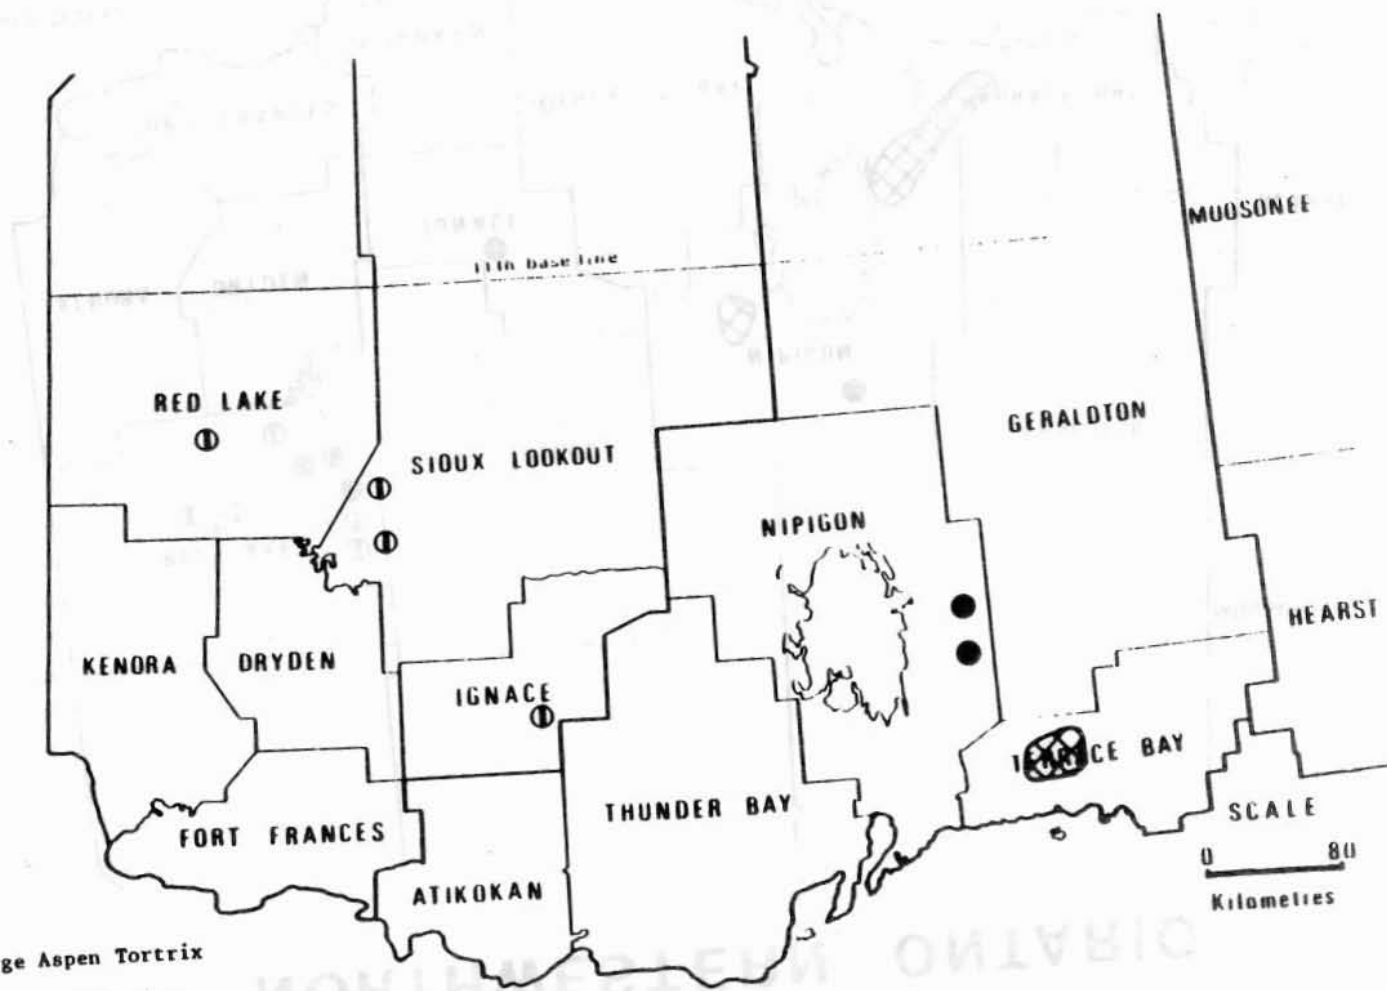 MOOSONEE
11th base line
RED LAKE
GERALDTON
SIOUX LOOKOUT
NIPIGON
HEARST
KENORA
DRYDEN
IGNACE
BAY
THUNDER BAY
SCALE
FORT FRANCES
0 80
ATIKOKAN
Kilometres
ge Aspen Tortrix
NORTHWESTERN ONTARIO